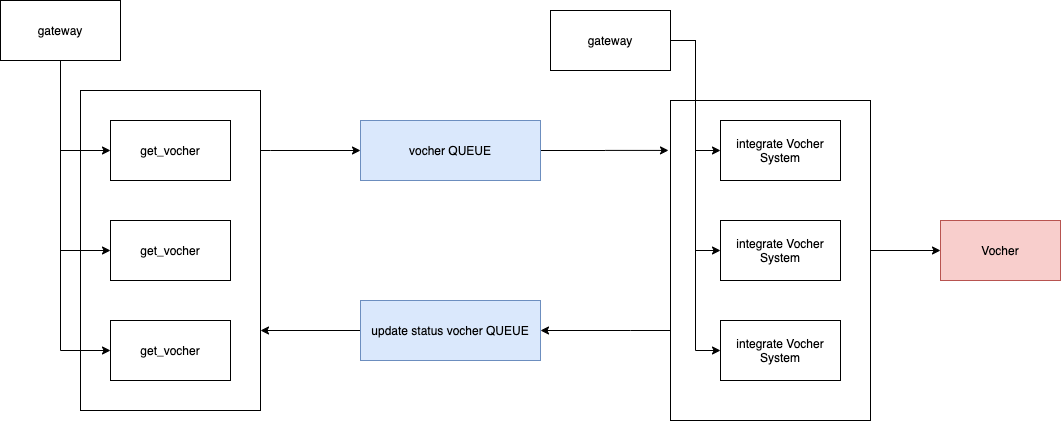 gateway
gateway
get_vocher
vocher QUEUE
integrate Vocher
System
get_vocher
integrate Vocher
System
Vocher
update status vocher QUEUE
get_vocher
integrate Vocher
System